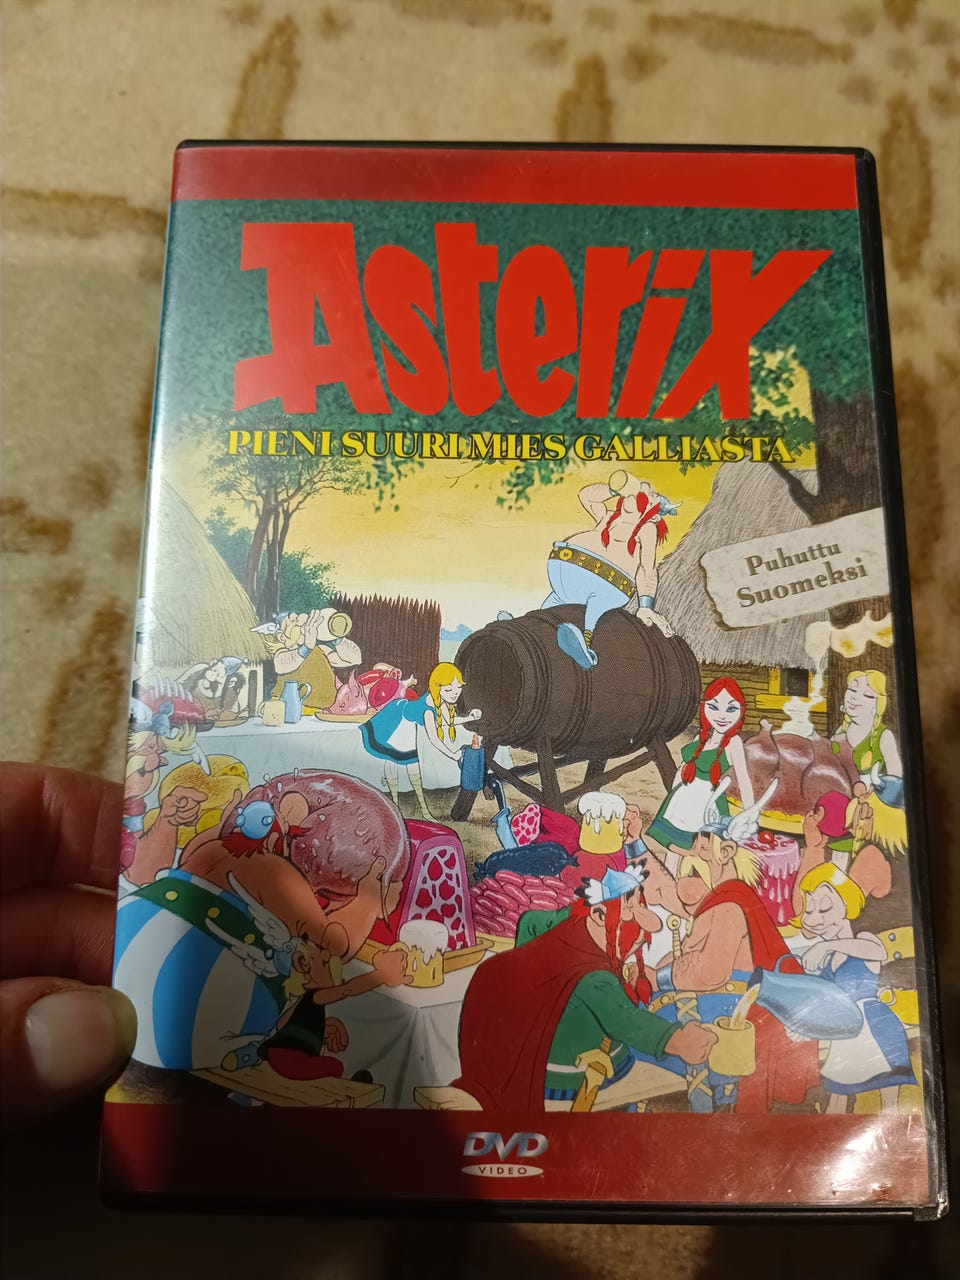 Asterix
PIENI SUURI MIES GALLIASTA
Puhuttu
Suomeksi
DVD
VIDEO